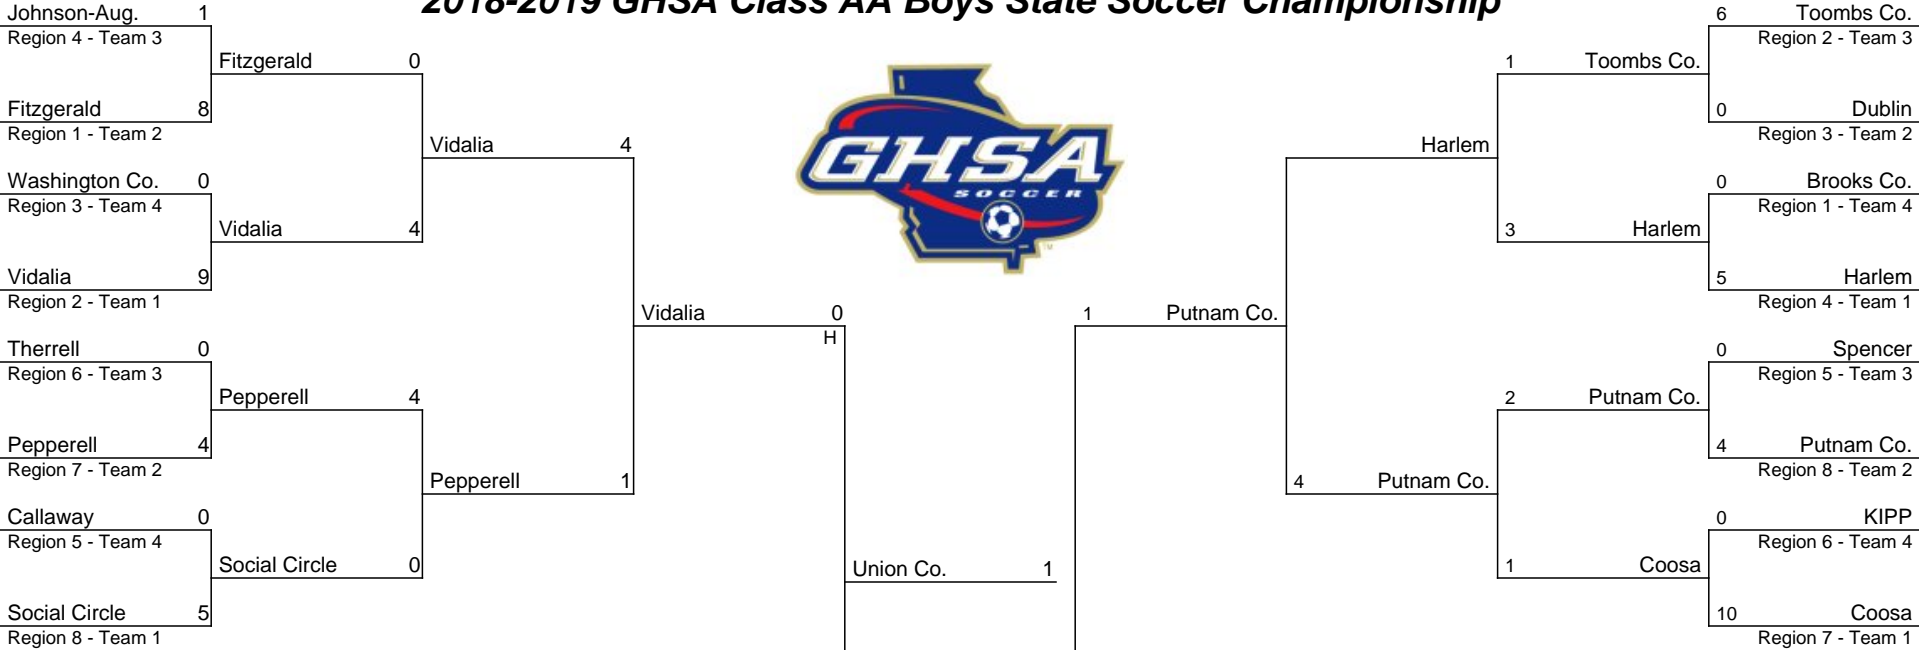 2018-2019 GHSA Class AA Boys State Soccer Championship
Johnson-Aug. 1
Region 4 - Team 3
Fitzgerald 0
Fitzgerald 8
Region 1 - Team 2
Vidalia 4
Washington Co. 0
Region 3 - Team 4
Vidalia 4
Vidalia 9
Region 2 - Team 1
Vidalia 0
H
Therrell 0
Region 6 - Team 3
Pepperell 4
Pepperell 4
Region 7 - Team 2
Pepperell 1
Callaway 0
Region 5 - Team 4
Social Circle 0
Social Circle 5
Region 8 - Team 1
GHSA
SOCCER
TM
Union Co. 1
6 Toombs Co.
Region 2 - Team 3
1 Toombs Co.
0 Dublin
Region 3 - Team 2
Harlem
0 Brooks Co.
Region 1 - Team 4
3 Harlem
5 Harlem
Region 4 - Team 1
1 Putnam Co.
0 Spencer
Region 5 - Team 3
2 Putnam Co.
4 Putnam Co.
Region 8 - Team 2
4 Putnam Co.
0 KIPP
Region 6 - Team 4
1 Coosa
10 Coosa
Region 7 - Team 1